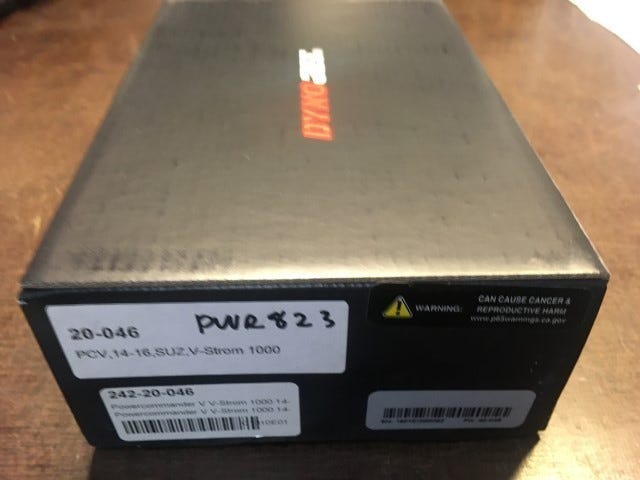 DYNOJET
20-046 PWR823
PCV,14-16,SUZ,V-Strom 1000
WARNING: CAN CAUSE CANCER &
REPRODUCTIVE HARM
www.p65warnings.ca.gov
242-20-046
Powercommander V V-Strom 1000 14-
Powercommander V V-Strom 1000 14-
10E01